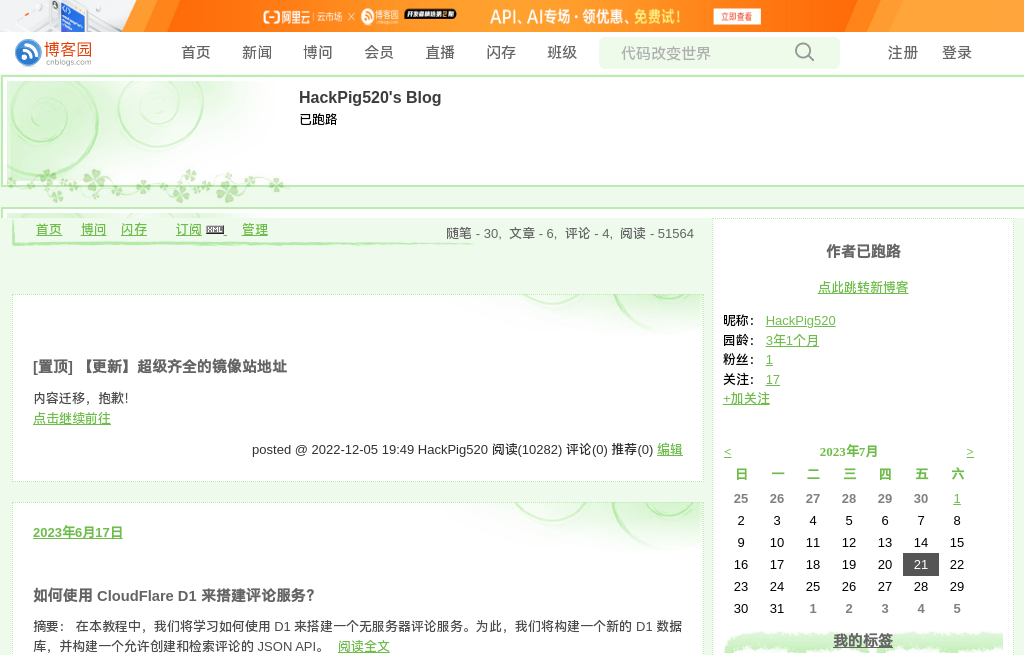 阿里云 | 云市场 × 博客园 cnblogs.com 开发者精选第三期 API、AI专场·领优惠、免费试！ 立即查看
博客园 cnblogs.com 首页 新闻 博问 会员 直播 闪存 班级 代码改变世界 注册 登录
HackPig520's Blog
已跑路
首页 博问 闪存 订阅 XML 管理 随笔 - 30, 文章 - 6, 评论 - 4, 阅读 - 51564
[置顶] 【更新】超级齐全的镜像站地址
内容迁移，抱歉！
点击继续前往
posted @ 2022-12-05 19:49 HackPig520 阅读(10282) 评论(0) 推荐(0) 编辑
2023年6月17日
如何使用 CloudFlare D1 来搭建评论服务？
摘要： 在本教程中，我们将学习如何使用 D1 来搭建一个无服务器评论服务。为此，我们将构建一个新的 D1 数据
库，并构建一个允许创建和检索评论的 JSON API。 阅读全文
作者已跑路
点此跳转新博客
昵称： HackPig520
园龄： 3年1个月
粉丝： 1
关注： 17
+加关注
< 2023年7月 >
日 一 二 三 四 五 六
25 26 27 28 29 30 1
2 3 4 5 6 7 8
9 10 11 12 13 14 15
16 17 18 19 20 21 22
23 24 25 26 27 28 29
30 31 1 2 3 4 5
我的标签